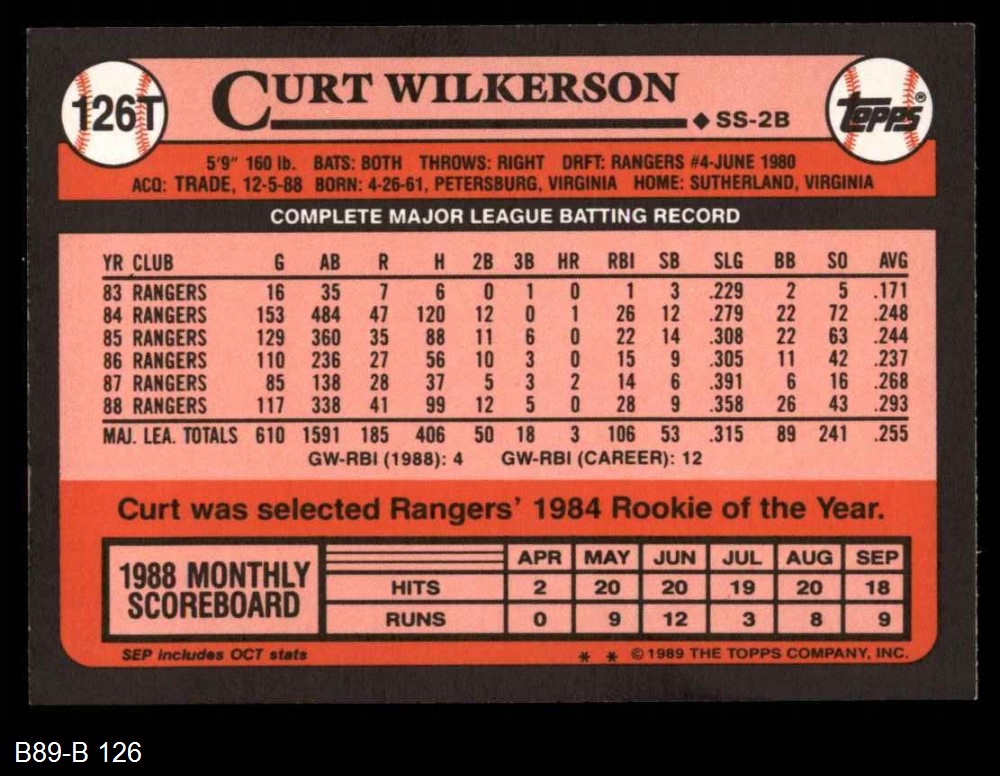 126T
CURT WILKERSON
◆ SS-2B
TOPPS®
5'9" 160 lb. BATS: BOTH THROWS: RIGHT DRFT: RANGERS #4-JUNE 1980
ACQ: TRADE, 12-5-88 BORN: 4-26-61, PETERSBURG, VIRGINIA HOME: SUTHERLAND, VIRGINIA
COMPLETE MAJOR LEAGUE BATTING RECORD
YR CLUB G AB R H 2B 3B HR RBI SB SLG BB SO AVG
83 RANGERS 16 35 7 6 0 1 0 1 3 .229 2 5 .171
84 RANGERS 153 484 47 120 12 0 1 26 12 .279 22 72 .248
85 RANGERS 129 360 35 88 11 6 0 22 14 .308 22 63 .244
86 RANGERS 110 236 27 56 10 3 0 15 9 .305 11 42 .237
87 RANGERS 85 138 28 37 5 3 2 14 6 .391 6 16 .268
88 RANGERS 117 338 41 99 12 5 0 28 9 .358 26 43 .293
MAJ. LEA. TOTALS 610 1591 185 406 50 18 3 106 53 .315 89 241 .255
GW-RBI (1988): 4 GW-RBI (CAREER): 12
Curt was selected Rangers' 1984 Rookie of the Year.
1988 MONTHLY
SCOREBOARD
APR MAY JUN JUL AUG SEP
HITS 2 20 20 19 20 18
RUNS 0 9 12 3 8 9
SEP includes OCT stats
* * ©1989 THE TOPPS COMPANY, INC.
B89-B 126